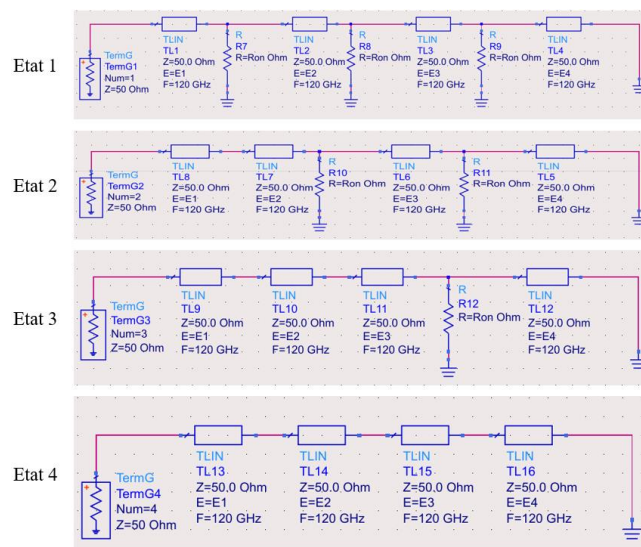 Etat 1
TermG
TermG1
Num=1
Z=50 Ohm
TLIN
TL1
Z=50.0 Ohm
E=E1
F=120 GHz
R
R7
R=Ron Ohm
TLIN
TL2
Z=50.0 Ohm
E=E2
F=120 GHz
R
R8
R=Ron Ohm
TLIN
TL3
Z=50.0 Ohm
E=E3
F=120 GHz
R
R9
R=Ron Ohm
TLIN
TL4
Z=50.0 Ohm
E=E4
F=120 GHz
Etat 2
TermG
TermG2
Num=2
Z=50 Ohm
TLIN
TL8
Z=50.0 Ohm
E=E1
F=120 GHz
TLIN
TL7
Z=50.0 Ohm
E=E2
F=120 GHz
R
R10
R=Ron Ohm
TLIN
TL6
Z=50.0 Ohm
E=E3
F=120 GHz
R
R11
R=Ron Ohm
TLIN
TL5
Z=50.0 Ohm
E=E4
F=120 GHz
Etat 3
TermG
TermG3
Num=3
Z=50 Ohm
TLIN
TL9
Z=50.0 Ohm
E=E1
F=120 GHz
TLIN
TL10
Z=50.0 Ohm
E=E2
F=120 GHz
TLIN
TL11
Z=50.0 Ohm
E=E3
F=120 GHz
R
R12
R=Ron Ohm
TLIN
TL12
Z=50.0 Ohm
E=E4
F=120 GHz
Etat 4
TermG
TermG4
Num=4
Z=50 Ohm
TLIN
TL13
Z=50.0 Ohm
E=E1
F=120 GHz
TLIN
TL14
Z=50.0 Ohm
E=E2
F=120 GHz
TLIN
TL15
Z=50.0 Ohm
E=E3
F=120 GHz
TLIN
TL16
Z=50.0 Ohm
E=E4
F=120 GHz